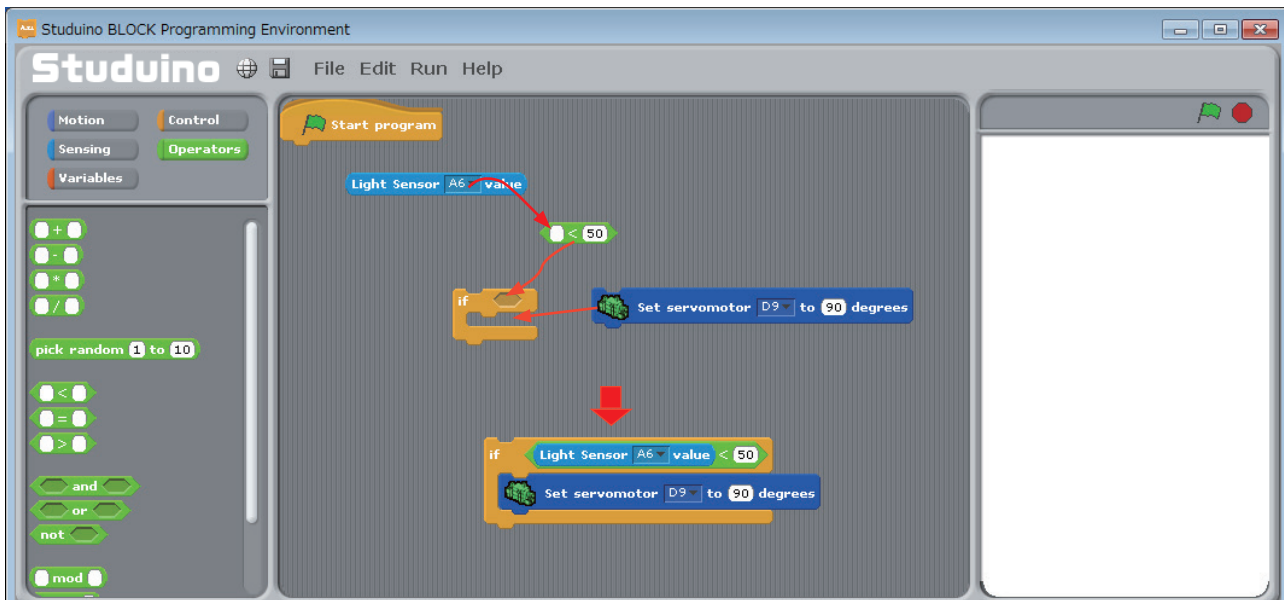 Studuino BLOCK Programming Environment
Studuino File Edit Run Help
Motion Control
Sensing Operators
Variables
+
-
*
/
pick random 1 to 10
<
=
>
and
or
not
mod
Start program
Light Sensor A6 value
< 50
if
Set servomotor D9 to 90 degrees
if Light Sensor A6 value < 50
Set servomotor D9 to 90 degrees